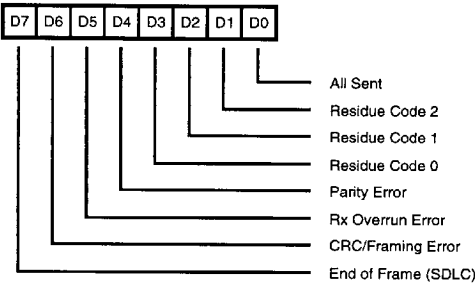 D7 D6 D5 D4 D3 D2 D1 D0
All Sent
Residue Code 2
Residue Code 1
Residue Code 0
Parity Error
Rx Overrun Error
CRC/Framing Error
End of Frame (SDLC)